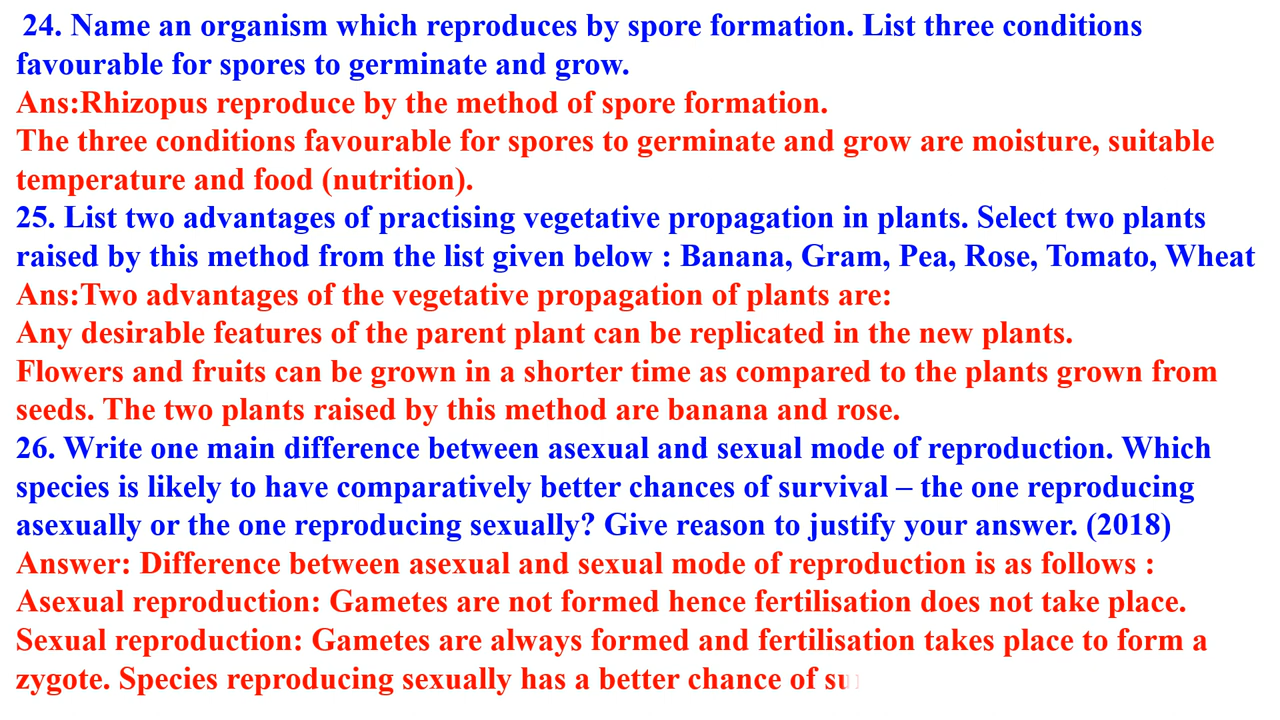 24. Name an organism which reproduces by spore formation. List three conditions
favourable for spores to germinate and grow.
Ans:Rhizopus reproduce by the method of spore formation.
The three conditions favourable for spores to germinate and grow are moisture, suitable
temperature and food (nutrition).
25. List two advantages of practising vegetative propagation in plants. Select two plants
raised by this method from the list given below : Banana, Gram, Pea, Rose, Tomato, Wheat
Ans:Two advantages of the vegetative propagation of plants are:
Any desirable features of the parent plant can be replicated in the new plants.
Flowers and fruits can be grown in a shorter time as compared to the plants grown from
seeds. The two plants raised by this method are banana and rose.
26. Write one main difference between asexual and sexual mode of reproduction. Which
species is likely to have comparatively better chances of survival – the one reproducing
asexually or the one reproducing sexually? Give reason to justify your answer. (2018)
Answer: Difference between asexual and sexual mode of reproduction is as follows :
Asexual reproduction: Gametes are not formed hence fertilisation does not take place.
Sexual reproduction: Gametes are always formed and fertilisation takes place to form a
zygote. Species reproducing sexually has a better chance of